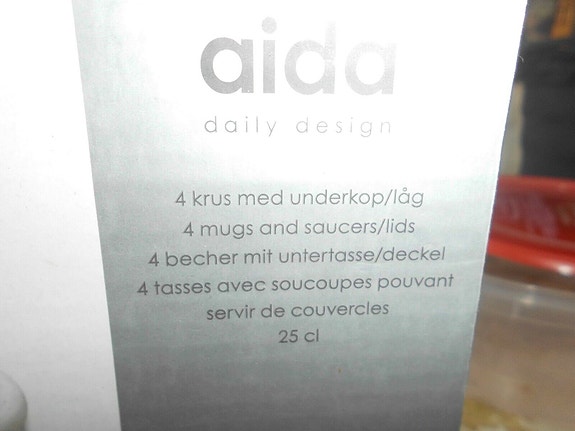 aida
daily design
4 krus med underkop/låg
4 mugs and saucers/lids
4 becher mit untertasse/deckel
4 tasses avec soucoupes pouvant
servir de couvercles
25 cl